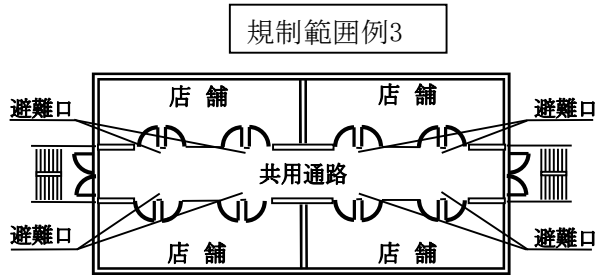 規制範囲例3
店 舗
店 舗
避難口
避難口
共用通路
避難口
避難口
店 舗
店 舗